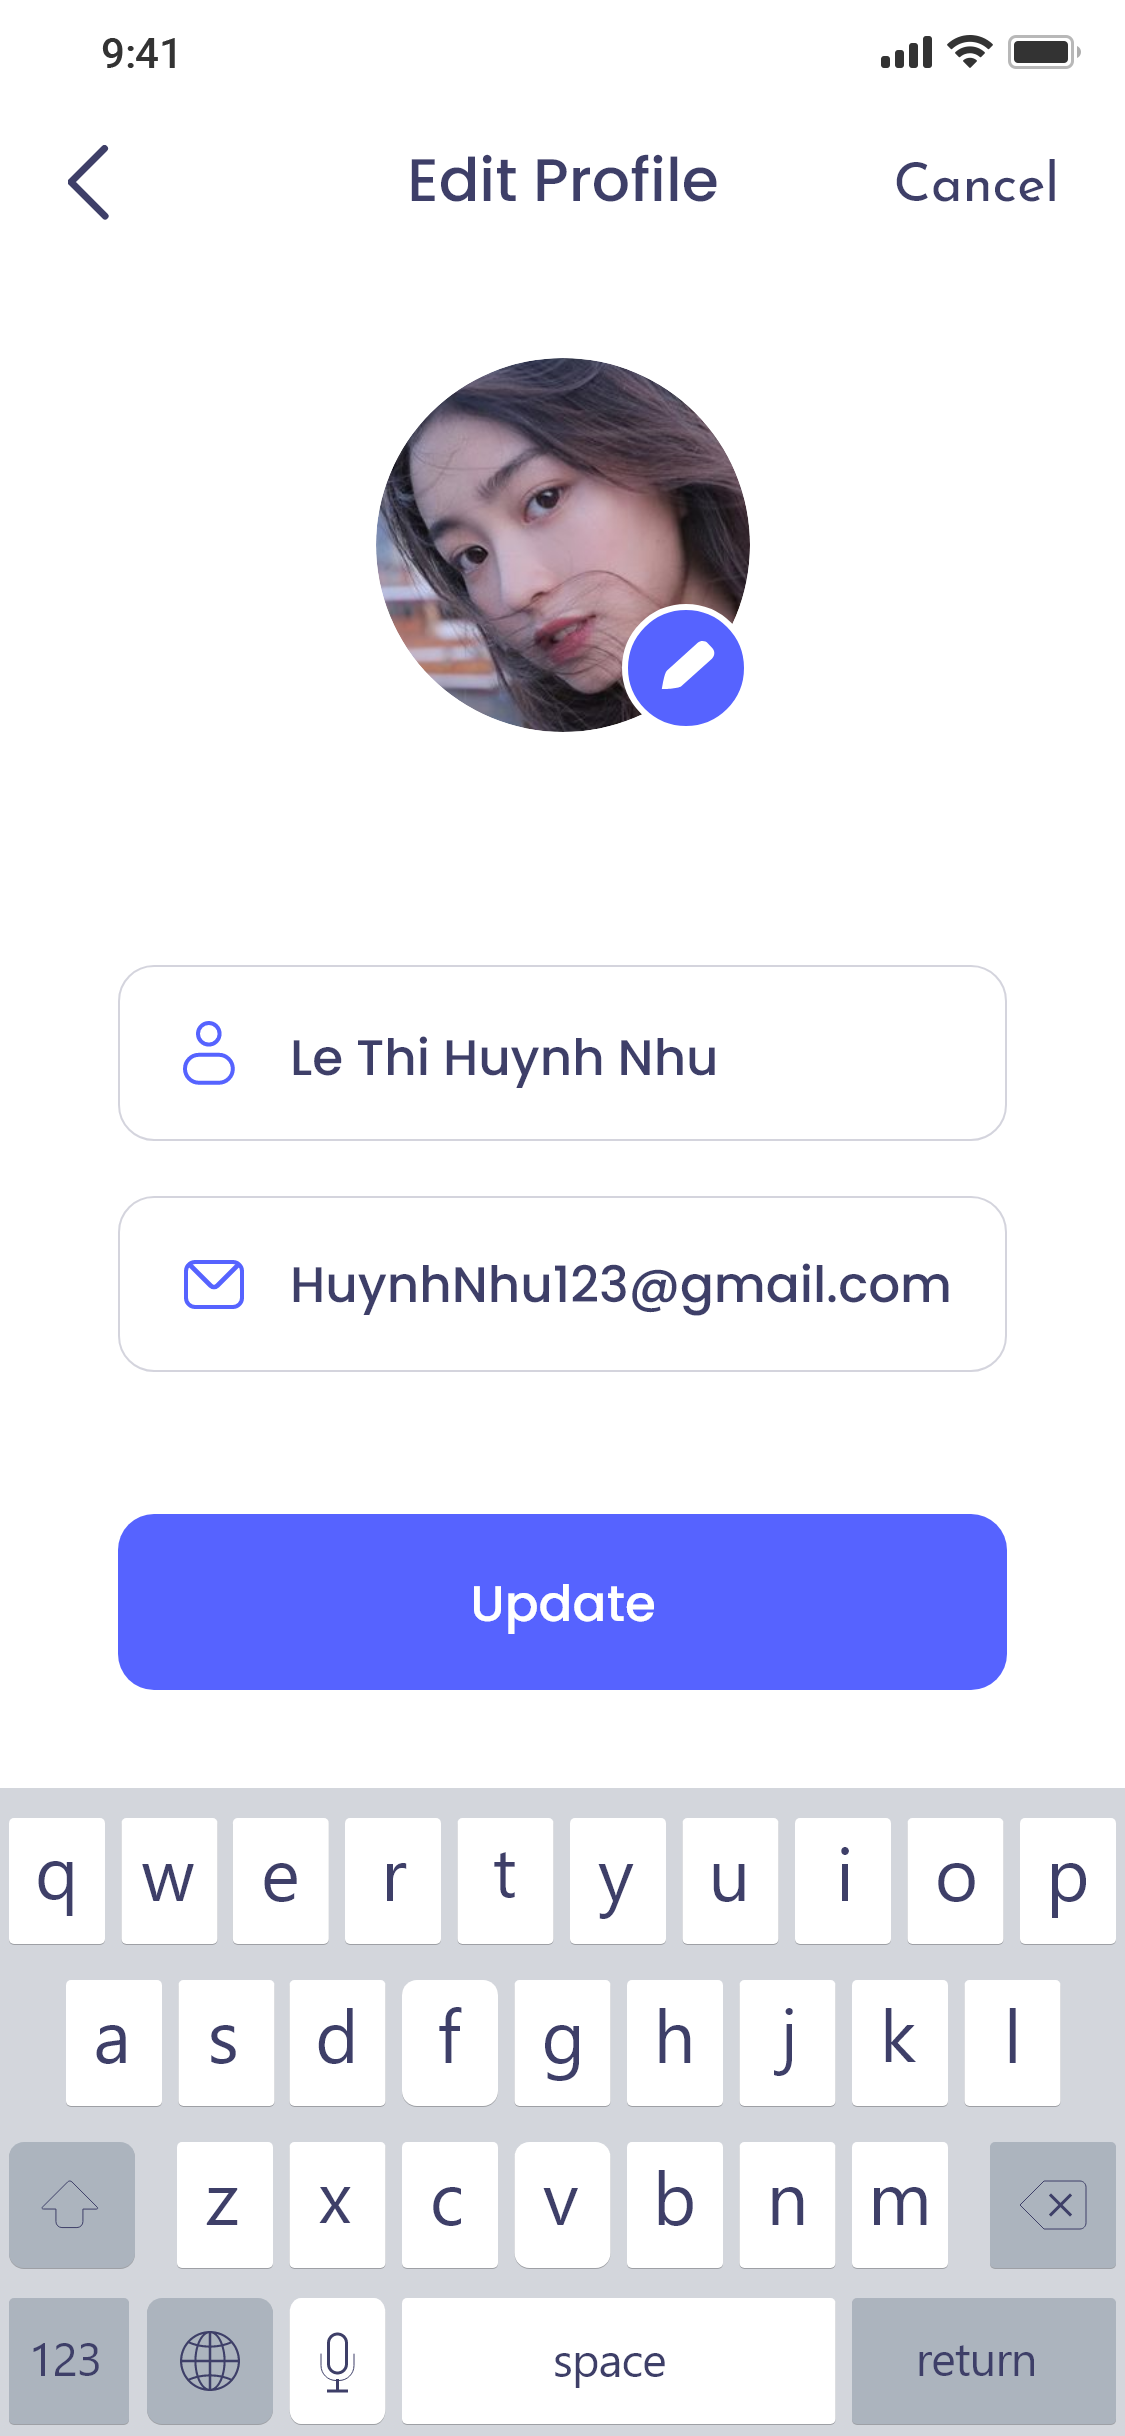 9:41
Edit Profile
Cancel
Le Thi Huynh Nhu
HuynhNhu123@gmail.com
Update
q w e r t y u i o p
a s d f g h j k l
z x c v b n m
123 space return